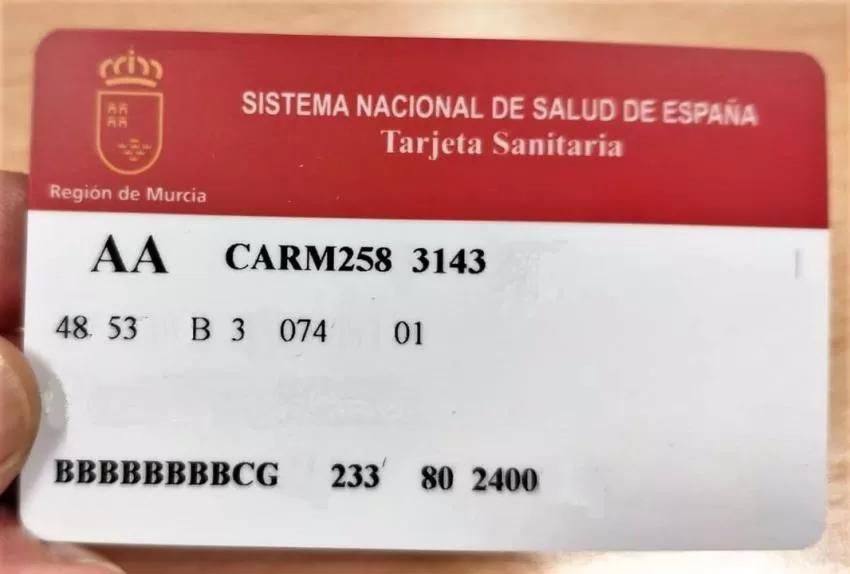 SISTEMA NACIONAL DE SALUD DE ESPAÑA
Tarjeta Sanitaria
Región de Murcia
AA CARM258 3143
48 53 B 3 074 01
BBBBBBBBCG 233 80 2400